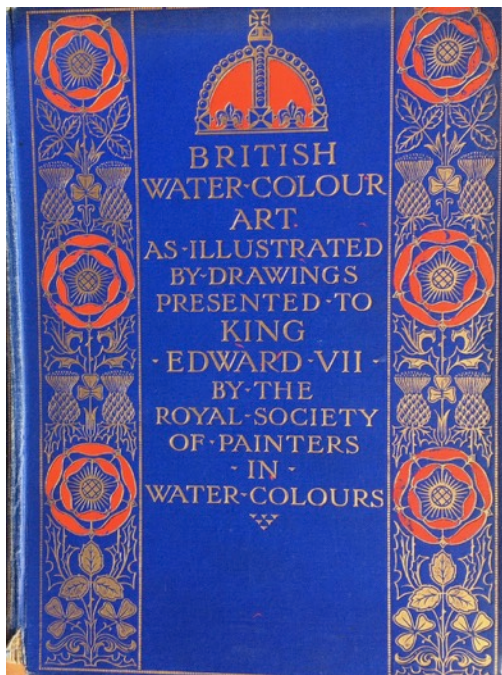 BRITISH
WATER-COLOUR
ART
AS·ILLUSTRATED
BY·DRAWINGS
PRESENTED·TO
KING
·EDWARD·VII·
BY·THE
ROYAL·SOCIETY
OF·PAINTERS
·IN·
WATER-COLOURS